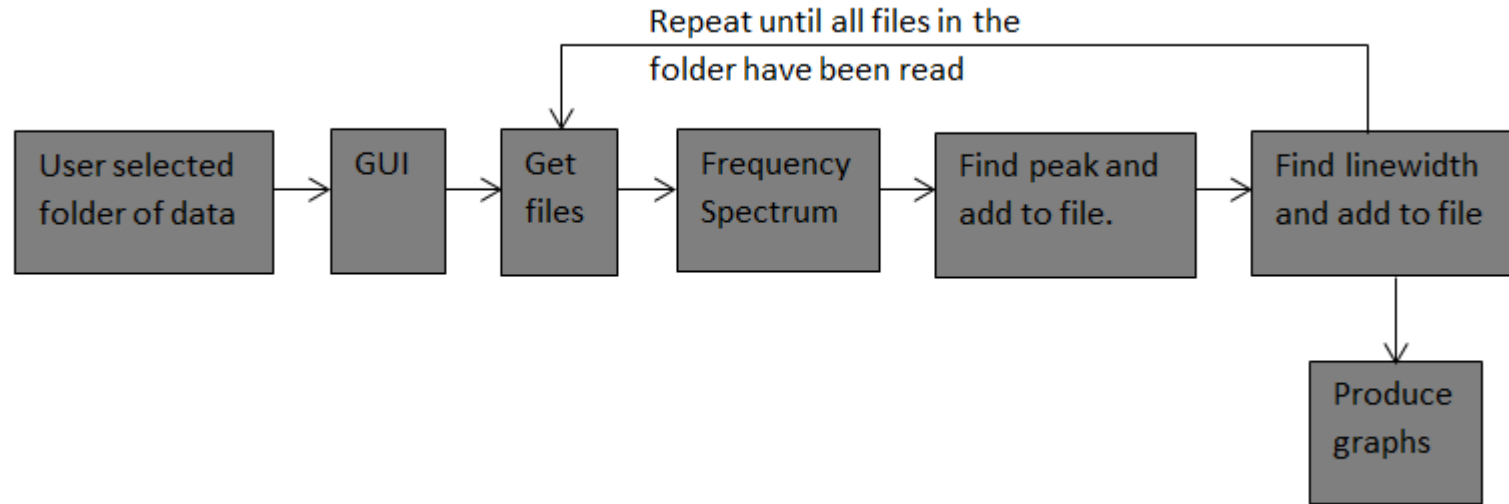 Repeat until all files in the
folder have been read
User selected
folder of data
GUI
Get
files
Frequency
Spectrum
Find peak and
add to file.
Find linewidth
and add to file
Produce
graphs